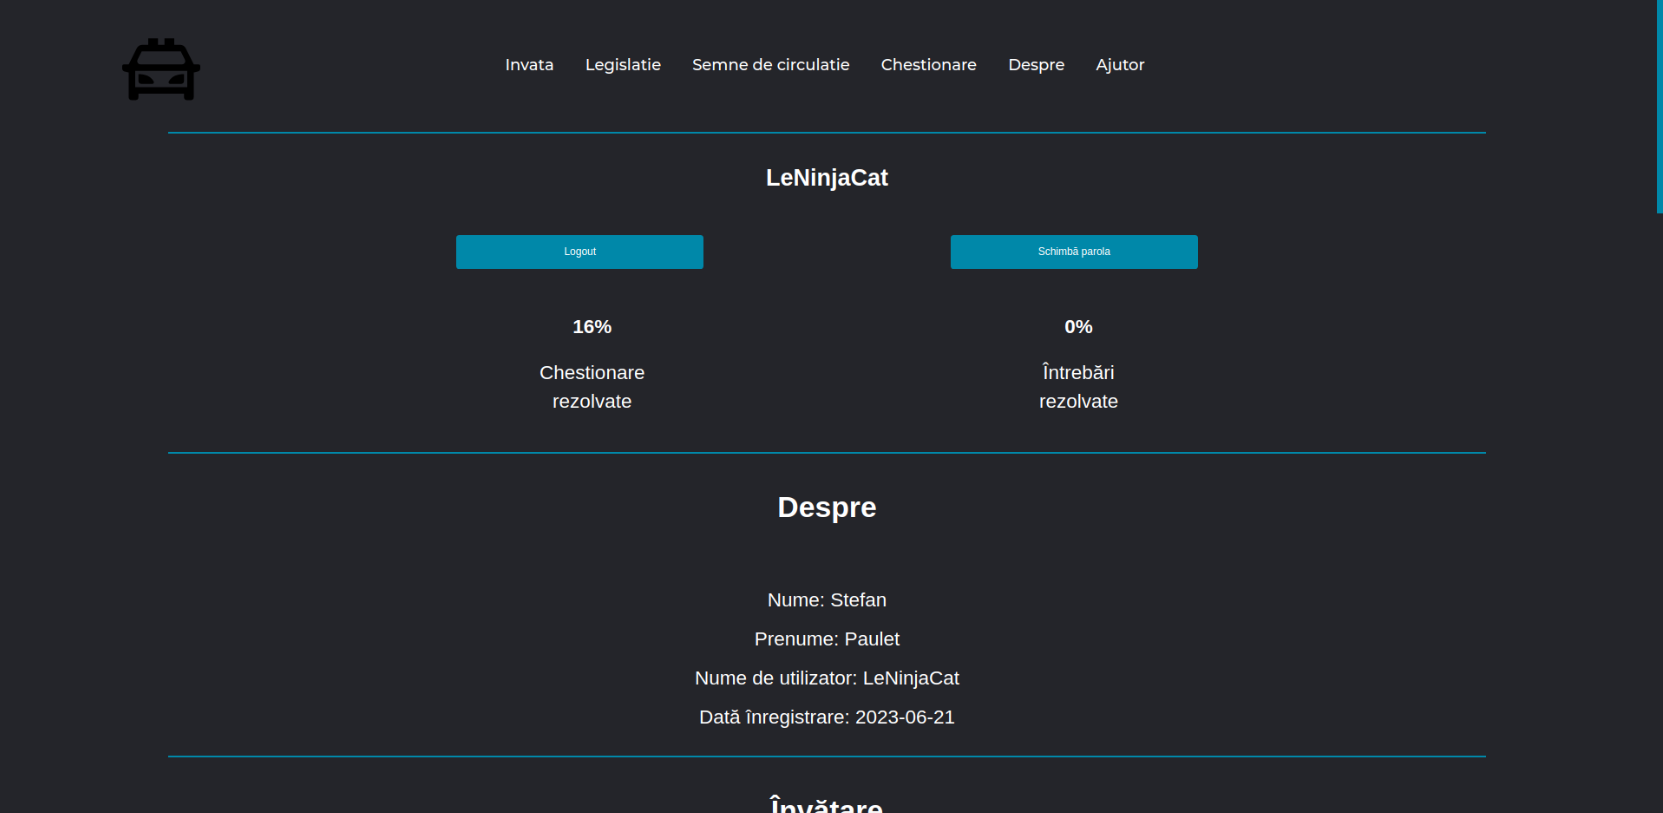 Invata Legislatie Semne de circulatie Chestionare Despre Ajutor
LeNinjaCat
Logout Schimbă parola
16% 0%
Chestionare Întrebări
rezolvate rezolvate
Despre
Nume: Stefan
Prenume: Paulet
Nume de utilizator: LeNinjaCat
Dată înregistrare: 2023-06-21
Învătare